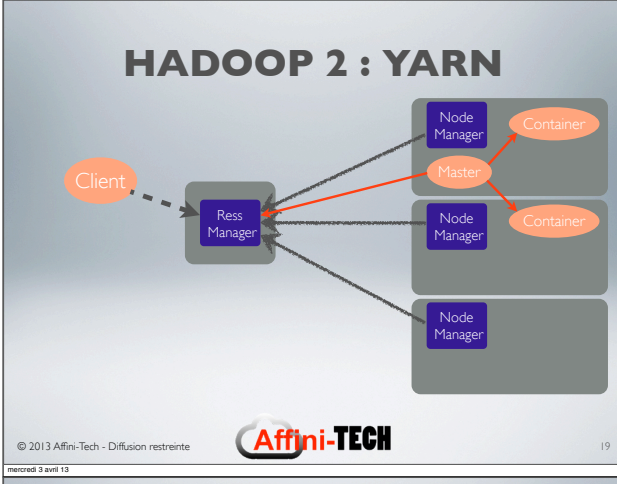 HADOOP 2 : YARN
Node
Manager
Container
Client
Master
Ress
Manager
Node
Manager
Container
Node
Manager
© 2013 Affini-Tech - Diffusion restreinte
Affini-TECH
19
mercredi 3 avril 13